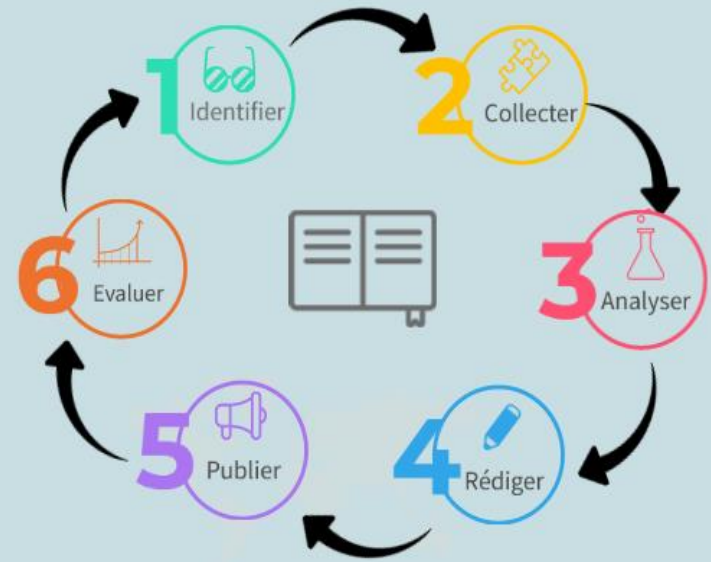 1
Identifier
2
Collecter
3
Analyser
4
Rédiger
5
Publier
6
Evaluer